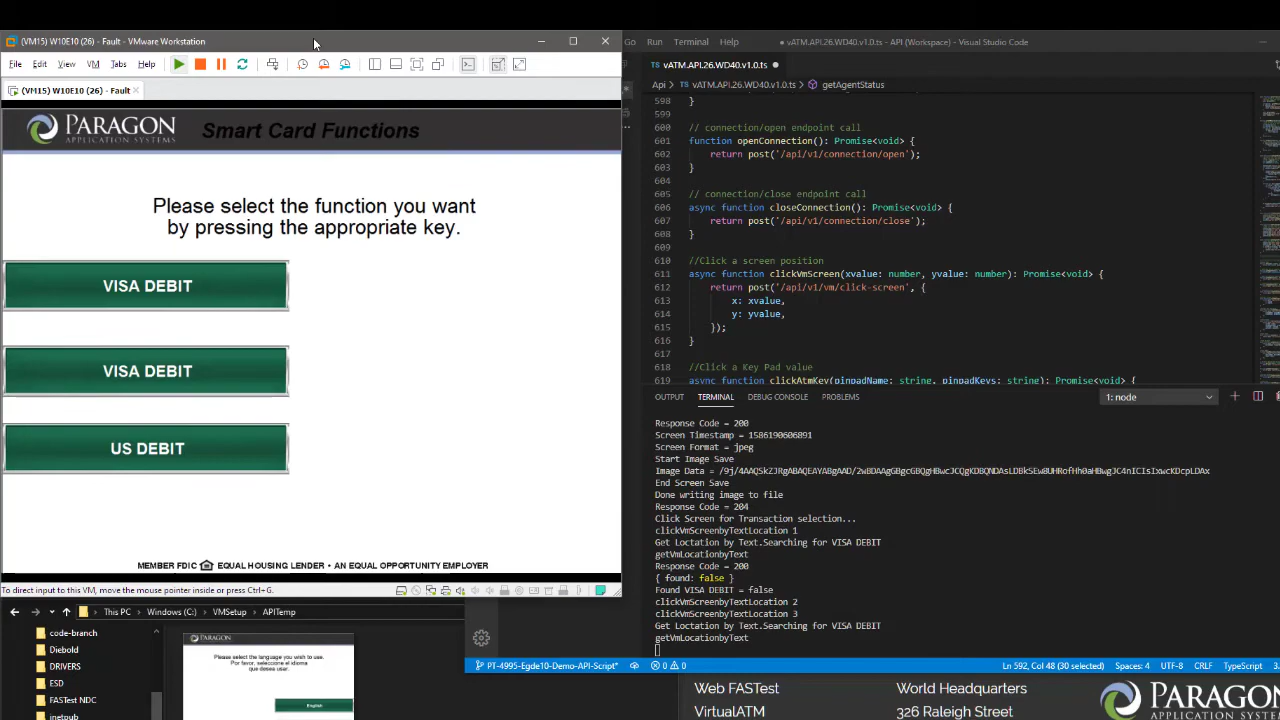 (VM15) W10E10 (26) - Fault - VMware Workstation
File Edit View VM Tabs Help
(VM15) W10E10 (26) - Fault
PARAGON
APPLICATION SYSTEMS
Smart Card Functions
Please select the function you want
by pressing the appropriate key.
VISA DEBIT
VISA DEBIT
US DEBIT
MEMBER FDIC EQUAL HOUSING LENDER • AN EQUAL OPPORTUNITY EMPLOYER
To direct input to this VM, move the mouse pointer inside or press Ctrl+G.
This PC > Windows (C:) > VMSetup > APITemp
code-branch
Diebold
DRIVERS
ESD
FASTest NDC
inetpub
PARAGON
Please select the language you wish to use.
Por favor, seleccione el idioma
que desea usar.
English
Go Run Terminal Help
● vATM.API.26.WD40.v1.0.ts - API (Workspace) - Visual Studio Code
vATM.API.26.WD40.v1.0.ts ●
Api > vATM.API.26.WD40.v1.0.ts > getAgentStatus
598 }
599
600 // connection/open endpoint call
601 function openConnection(): Promise<void> {
602 return post('/api/v1/connection/open');
603 }
604
605 // connection/close endpoint call
606 async function closeConnection(): Promise<void> {
607 return post('/api/v1/connection/close');
608 }
609
610 //Click a screen position
611 async function clickVmScreen(xvalue: number, yvalue: number): Promise<void> {
612 return post('/api/v1/vm/click-screen', {
613 x: xvalue,
614 y: yvalue,
615 });
616 }
617
618 //Click a Key Pad value
619 async function clickAtmKey(pinpadName: string, pinpadKeys: string): Promise<void> {
OUTPUT TERMINAL DEBUG CONSOLE PROBLEMS
1: node
Response Code = 200
Screen Timestamp = 1586190606891
Screen Format = jpeg
Start Image Save
End Screen Save
Done writing image to file
Response Code = 204
Click Screen for Transaction selection...
clickVmScreenbyTextLocation 1
Get Loctation by Text.Searching for VISA DEBIT
getVmLocationbyText
Response Code = 200
{ found: false }
Found VISA DEBIT = false
clickVmScreenbyTextLocation 2
clickVmScreenbyTextLocation 3
Get Loctation by Text.Searching for VISA DEBIT
getVmLocationbyText
PT-4995-Egde10-Demo-API-Script* 0 0 Ln 592, Col 48 (30 selected) Spaces: 4 UTF-8 CRLF TypeScript
Web FASTest
VirtualATM
World Headquarters
326 Raleigh Street